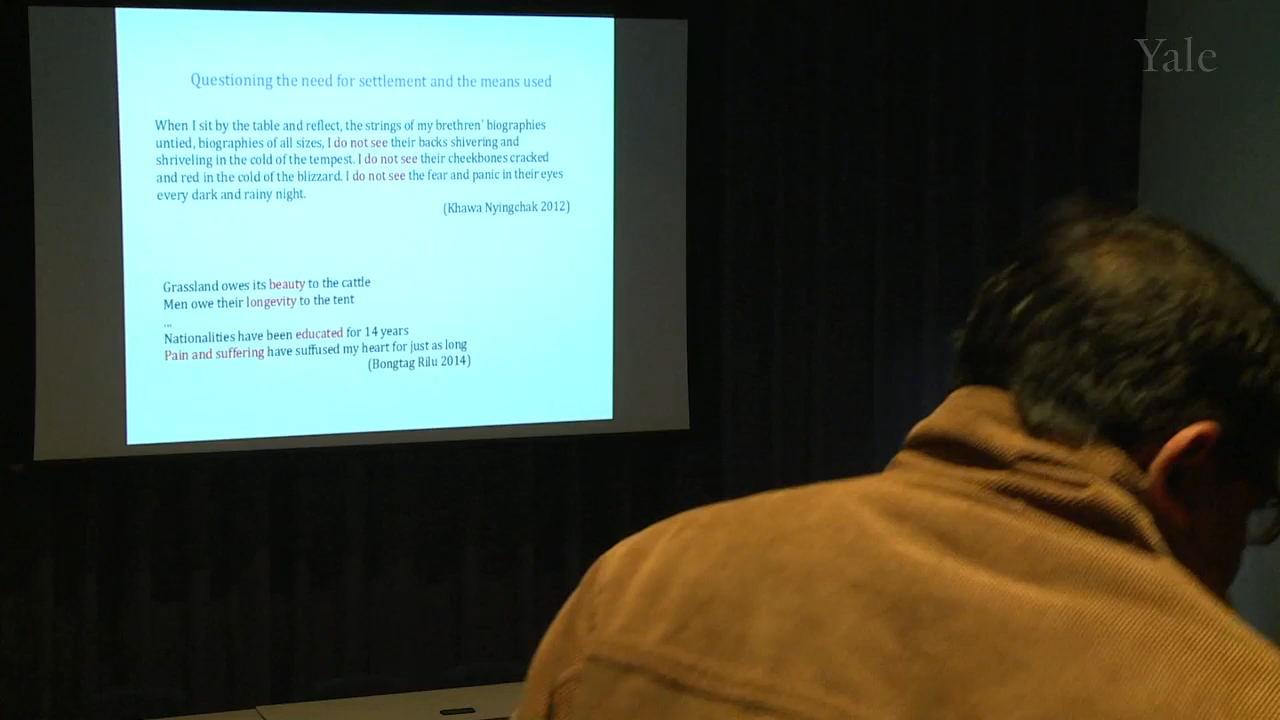 Yale
Questioning the need for settlement and the means used
When I sit by the table and reflect, the strings of my brethren' biographies
untied, biographies of all sizes, I do not see their backs shivering and
shriveling in the cold of the tempest. I do not see their cheekbones cracked
and red in the cold of the blizzard. I do not see the fear and panic in their eyes
every dark and rainy night.
(Khawa Nyingchak 2012)
Grassland owes its beauty to the cattle
Men owe their longevity to the tent
...
Nationalities have been educated for 14 years
Pain and suffering have suffused my heart for just as long
(Bongtag Rilu 2014)